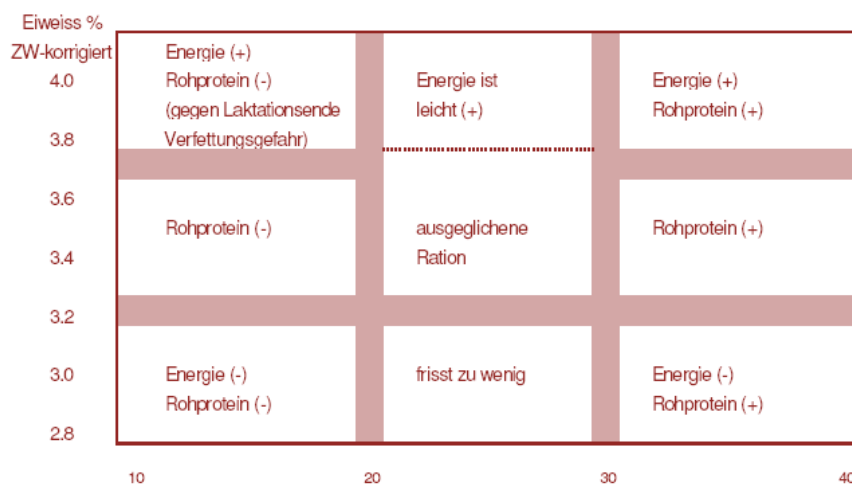 Eiweiss %
ZW-korrigiert
4.0
3.8
3.6
3.4
3.2
3.0
2.8
Energie (+)
Rohprotein (-)
(gegen Laktationsende
Verfettungsgefahr)
Energie ist
leicht (+)
Energie (+)
Rohprotein (+)
Rohprotein (-)
ausgeglichene
Ration
Rohprotein (+)
Energie (-)
Rohprotein (-)
frisst zu wenig
Energie (-)
Rohprotein (+)
10
20
30
40